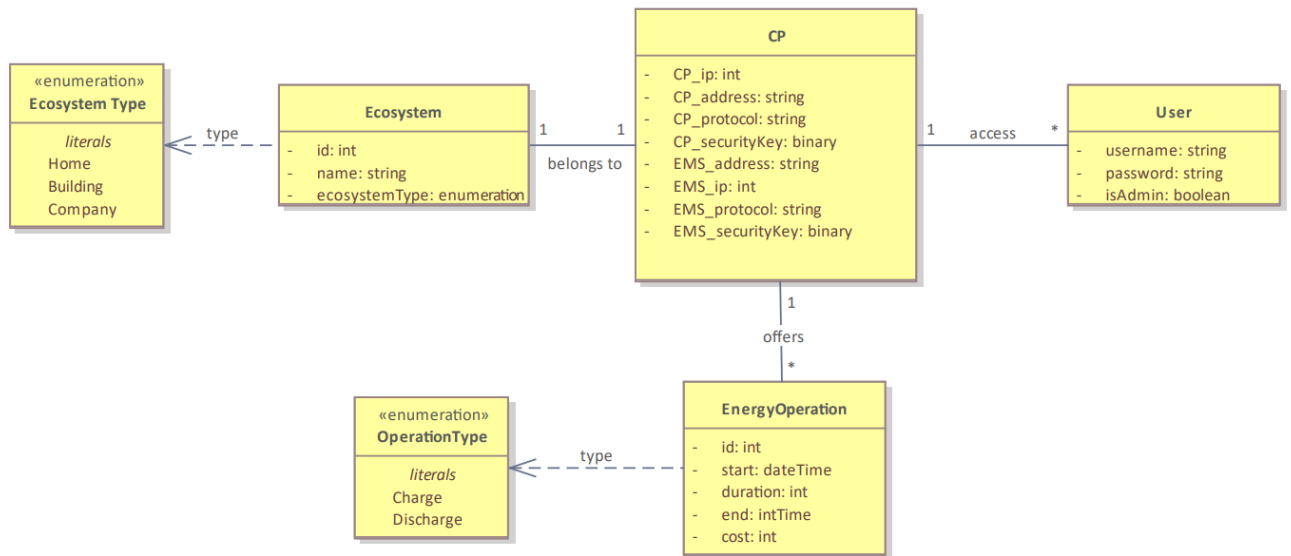 «enumeration»
Ecosystem Type
literals
Home
Building
Company
type
Ecosystem
- id: int
- name: string
- ecosystemType: enumeration
1 1
belongs to
CP
- CP_ip: int
- CP_address: string
- CP_protocol: string
- CP_securityKey: binary
- EMS_address: string
- EMS_ip: int
- EMS_protocol: string
- EMS_securityKey: binary
1 access *
User
- username: string
- password: string
- isAdmin: boolean
1
offers
*
«enumeration»
OperationType
literals
Charge
Discharge
type
EnergyOperation
- id: int
- start: dateTime
- duration: int
- end: intTime
- cost: int